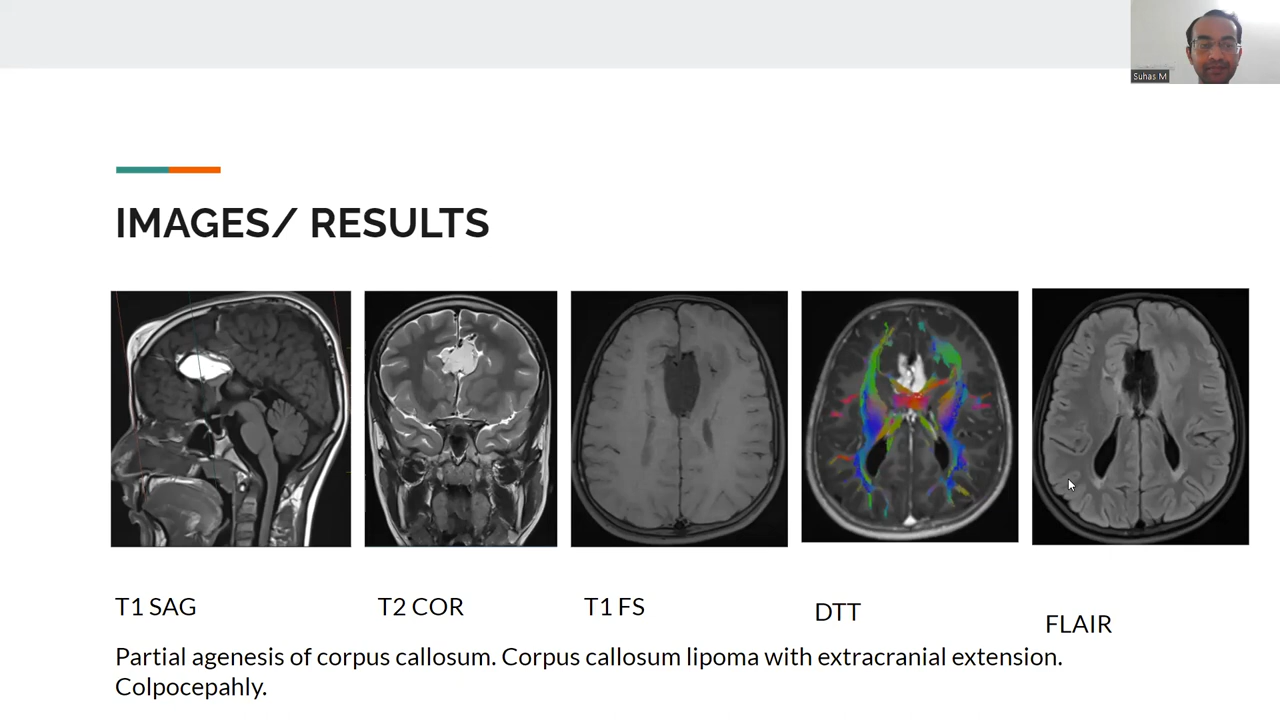 Suhas M
IMAGES/ RESULTS
T1 SAG
T2 COR
T1 FS
DTT
FLAIR
Partial agenesis of corpus callosum. Corpus callosum lipoma with extracranial extension.
Colpocepahly.